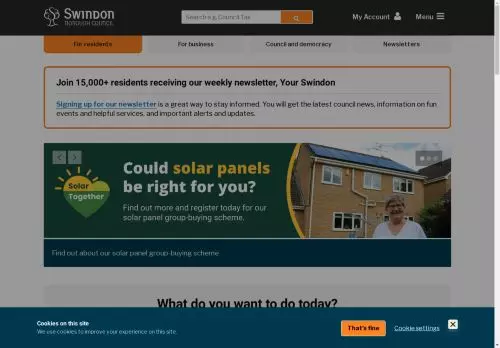 Swindon
BOROUGH COUNCIL
Search e.g. Council Tax
My Account
Menu
For residents
For business
Council and democracy
Newsletters
Join 15,000+ residents receiving our weekly newsletter, Your Swindon
Signing up for our newsletter is a great way to stay informed. You will get the latest council news, information on fun
events and helpful services, and important alerts and updates.
Solar
Together
Could solar panels
be right for you?
Find out more and register today for our
solar panel group-buying scheme.
Find out about our solar panel group-buying scheme
What do you want to do today?
Cookies on this site
We use cookies to improve your experience on this site.
That's fine
Cookie settings